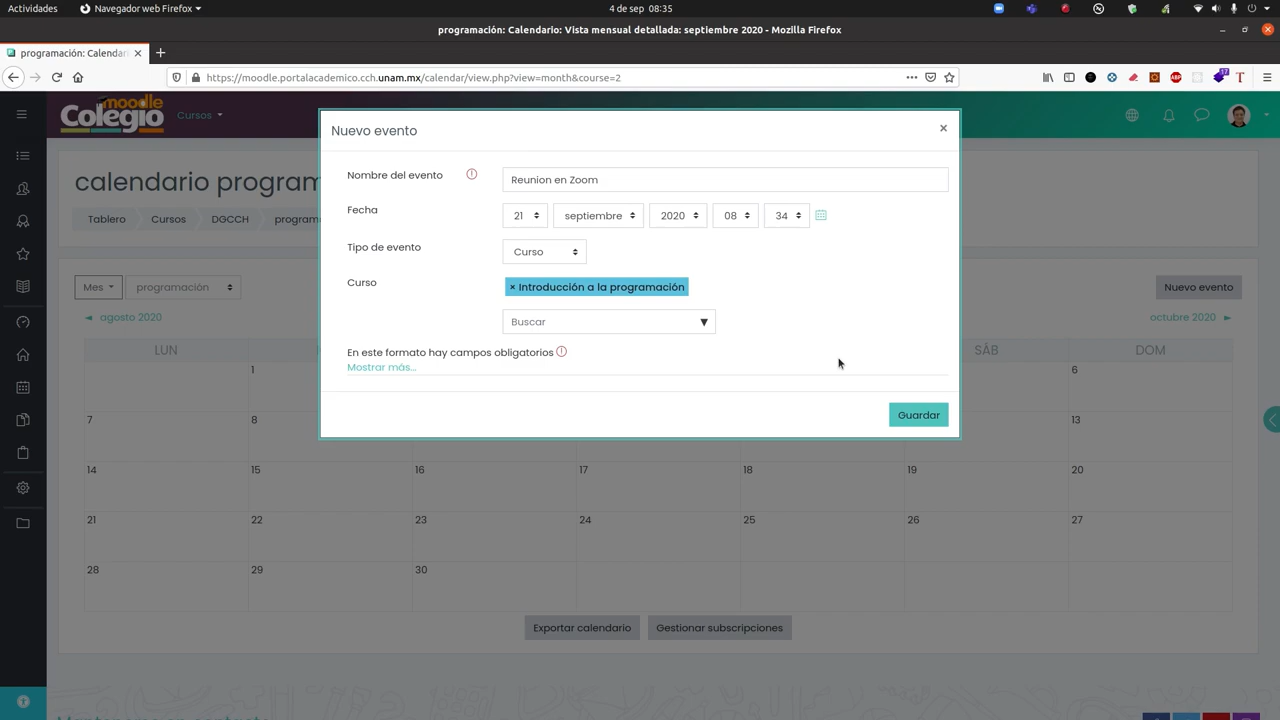 Actividades
Navegador web Firefox
4 de sep 08:35
programación: Calendario: Vista mensual detallada: septiembre 2020 - Mozilla Firefox
programación: Calendar
https://moodle.portalacademico.cch.unam.mx/calendar/view.php?view=month&course=2
17
ABP
T
moodle
Colegio
Cursos
Nuevo evento
×
calendario program
Nombre del evento
Reunion en Zoom
Fecha
21 septiembre 2020 08 34
Tablero Cursos DGCCH programa
Tipo de evento
Curso
Curso
× Introducción a la programación
Mes programación
Nuevo evento
agosto 2020
octubre 2020
Buscar
LUN SÁB DOM
En este formato hay campos obligatorios
Mostrar más...
1 6
Guardar
7 8 13
14 15 16 17 18 19 20
21 22 23 24 25 26 27
28 29 30
Exportar calendario Gestionar subscripciones